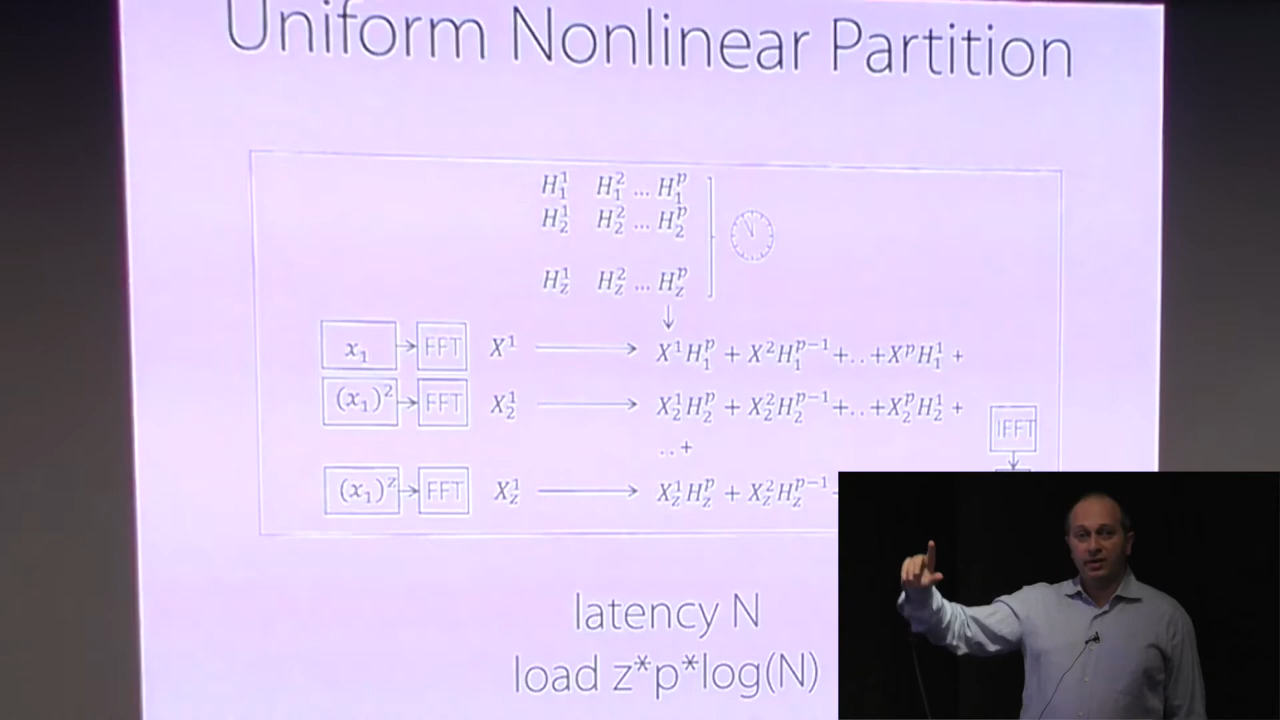 Uniform Nonlinear Partition
H₁¹ H₁² ... H₁ᵖ
H₂¹ H₂² ... H₂ᵖ
H_z¹ H_z² ... H_zᵖ
x₁ FFT X¹ X¹H₁ᵖ + X²H₁ᵖ⁻¹+..+XᵖH₁¹ +
(x₁)² FFT X₂¹ X₂¹H₂ᵖ + X₂²H₂ᵖ⁻¹+..+X₂ᵖH₂¹ +
IFFT
..+
(x₁)ᶻ FFT X_z¹ X_z¹H_zᵖ + X_z²H_zᵖ⁻¹
latency N
load z*p*log(N)